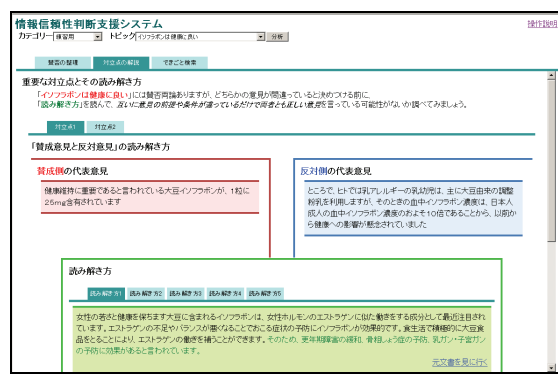 情報信頼性判断支援システム
操作説明
カテゴリー 練習用 トピック イソフラボンは健康に良い 分析
賛否の整理 対立点の解説 できごと検索
重要な対立点とその読み解き方
「イソフラボンは健康に良い」には賛否両論ありますが、どちらかの意見が間違っていると決めつける前に、
「読み解き方」を読んで、互いに意見の前提や条件が違っているだけで両者とも正しい意見を言っている可能性がないか調べてみましょう。
対立点1 対立点2
「賛成意見と反対意見」の読み解き方
賛成側の代表意見
健康維持に重要であると言われている大豆イソフラボンが、1粒に
25mg含有されています
反対側の代表意見
ところで、ヒトでは乳アレルギーの乳幼児は、主に大豆由来の調整
粉乳を利用しますが、そのときの血中イソフラボン濃度は、日本人
成人の血中イソフラボン濃度のおよそ10倍であることから、以前か
ら健康への影響が懸念されていました
読み解き方
読み解き方1 読み解き方2 読み解き方3 読み解き方4 読み解き方5
女性の若さと健康を保ちます大豆に含まれるイソフラボンは、女性ホルモンのエストラゲンに似た働きをする成分として最近注目され
ています。エストラゲンの不足やバランスが悪くなることでおこる症状の予防にイソフラボンが効果的です。食生活で積極的に大豆食
品をとることにより、エストラゲンの働きを補うことができます。そのため、更年期障害の緩和、骨粗しょう症の予防、乳ガン・子宮ガン
の予防に効果があると言われています。
元文書を見に行く